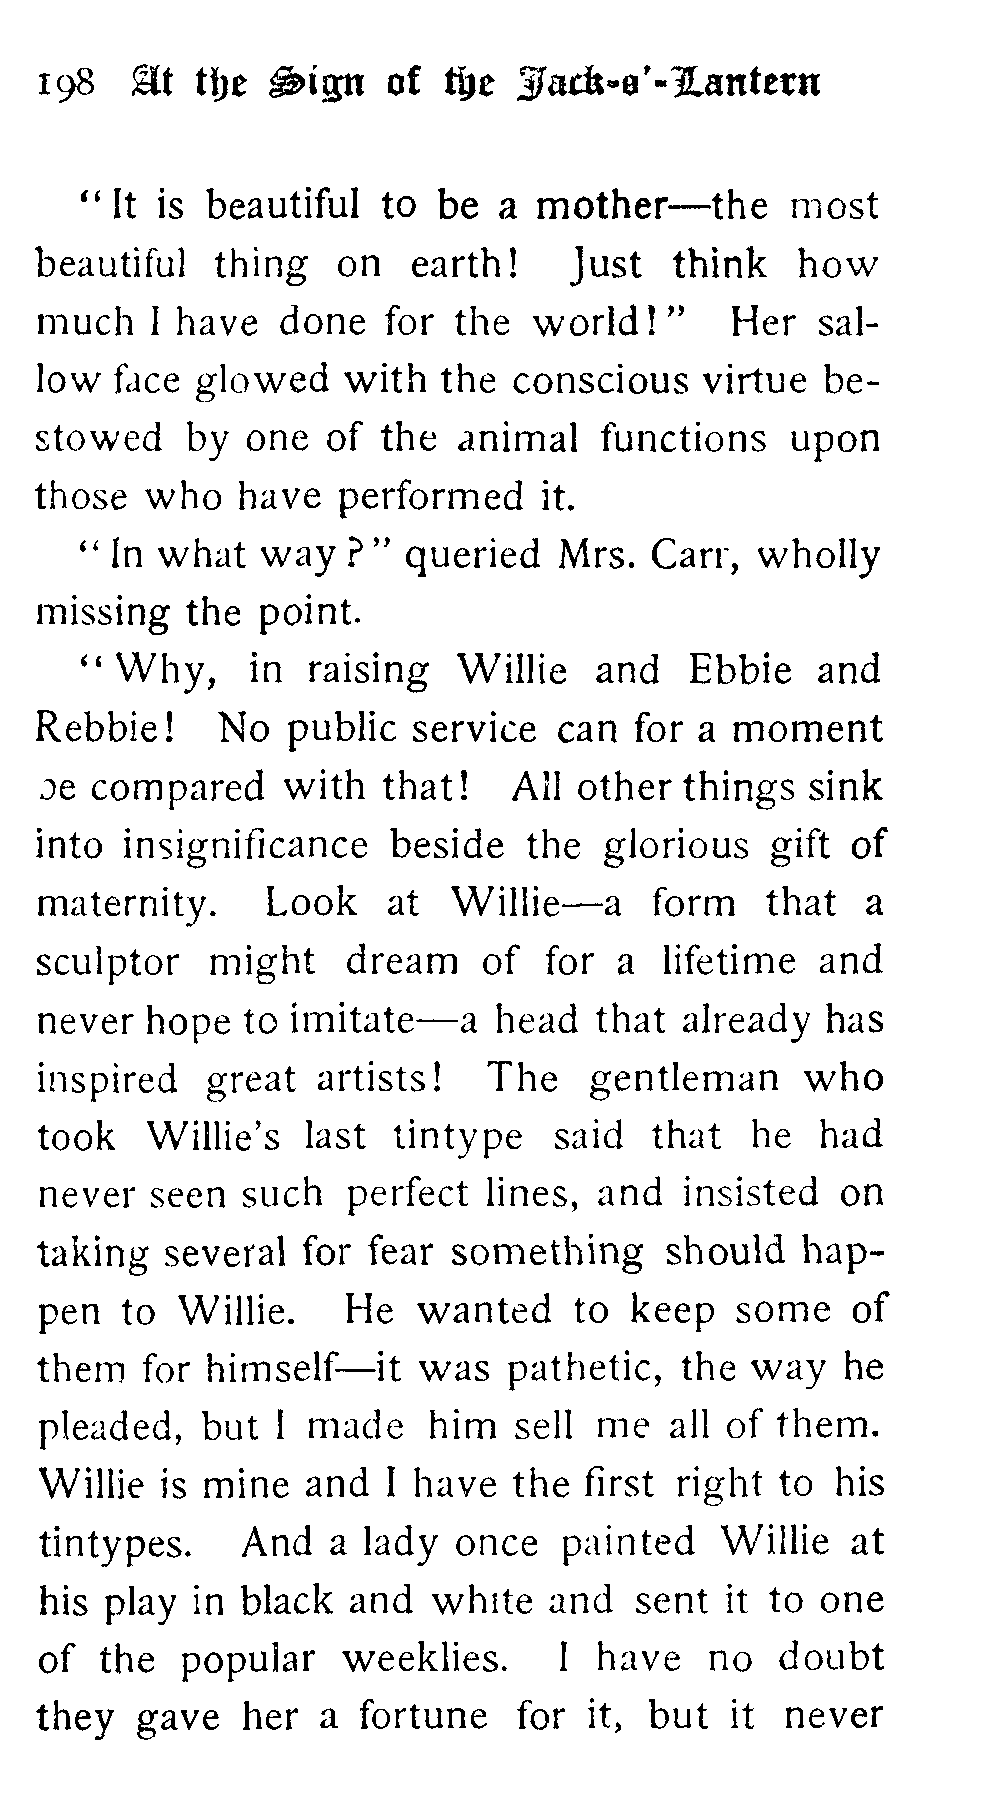 198 At the Sign of the Jack-o'-Lantern
"It is beautiful to be a mother—the most
beautiful thing on earth! Just think how
much I have done for the world!" Her sal-
low face glowed with the conscious virtue be-
stowed by one of the animal functions upon
those who have performed it.
"In what way?" queried Mrs. Carr, wholly
missing the point.
"Why, in raising Willie and Ebbie and
Rebbie! No public service can for a moment
be compared with that! All other things sink
into insignificance beside the glorious gift of
maternity. Look at Willie—a form that a
sculptor might dream of for a lifetime and
never hope to imitate—a head that already has
inspired great artists! The gentleman who
took Willie's last tintype said that he had
never seen such perfect lines, and insisted on
taking several for fear something should hap-
pen to Willie. He wanted to keep some of
them for himself—it was pathetic, the way he
pleaded, but I made him sell me all of them.
Willie is mine and I have the first right to his
tintypes. And a lady once painted Willie at
his play in black and white and sent it to one
of the popular weeklies. I have no doubt
they gave her a fortune for it, but it never